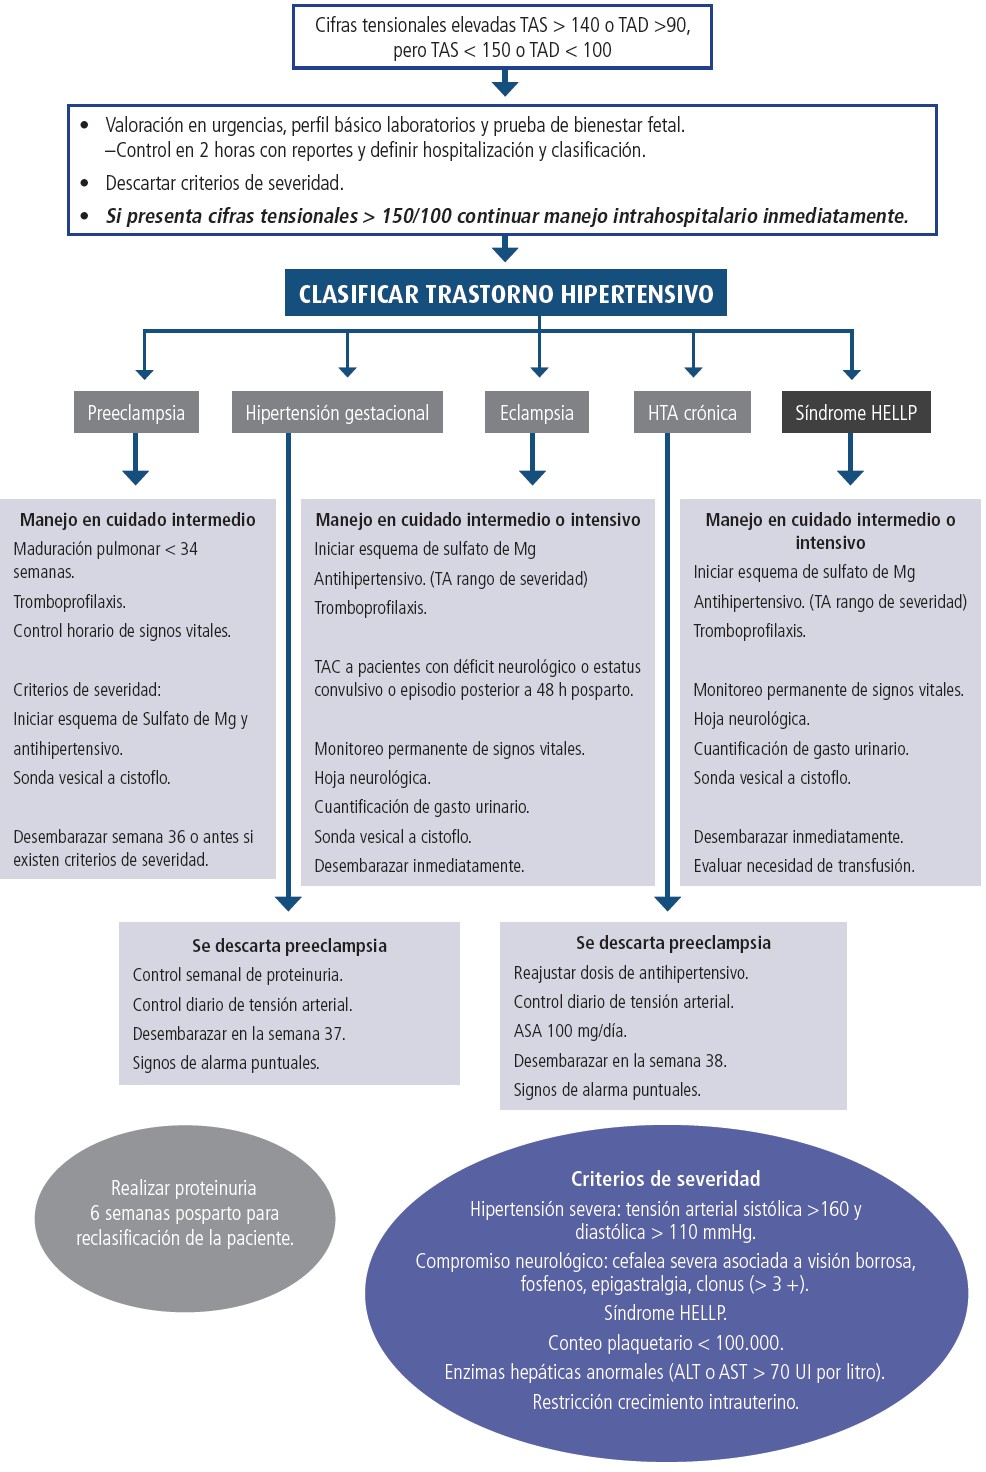 Cifras tensionales elevadas TAS > 140 o TAD >90,
pero TAS < 150 o TAD < 100
• Valoración en urgencias, perfil básico laboratorios y prueba de bienestar fetal.
–Control en 2 horas con reportes y definir hospitalización y clasificación.
• Descartar criterios de severidad.
• Si presenta cifras tensionales > 150/100 continuar manejo intrahospitalario inmediatamente.
CLASIFICAR TRASTORNO HIPERTENSIVO
Preeclampsia
Hipertensión gestacional
Eclampsia
HTA crónica
Síndrome HELLP
Manejo en cuidado intermedio
Maduración pulmonar < 34
semanas.
Tromboprofilaxis.
Control horario de signos vitales.
Criterios de severidad:
Iniciar esquema de Sulfato de Mg y
antihipertensivo.
Sonda vesical a cistoflo.
Desembarazar semana 36 o antes si
existen criterios de severidad.
Manejo en cuidado intermedio o intensivo
Iniciar esquema de sulfato de Mg
Antihipertensivo. (TA rango de severidad)
Tromboprofilaxis.
TAC a pacientes con déficit neurológico o estatus
convulsivo o episodio posterior a 48 h posparto.
Monitoreo permanente de signos vitales.
Hoja neurológica.
Cuantificación de gasto urinario.
Sonda vesical a cistoflo.
Desembarazar inmediatamente.
Manejo en cuidado intermedio o
intensivo
Iniciar esquema de sulfato de Mg
Antihipertensivo. (TA rango de severidad)
Tromboprofilaxis.
Monitoreo permanente de signos vitales.
Hoja neurológica.
Cuantificación de gasto urinario.
Sonda vesical a cistoflo.
Desembarazar inmediatamente.
Evaluar necesidad de transfusión.
Se descarta preeclampsia
Control semanal de proteinuria.
Control diario de tensión arterial.
Desembarazar en la semana 37.
Signos de alarma puntuales.
Se descarta preeclampsia
Reajustar dosis de antihipertensivo.
Control diario de tensión arterial.
ASA 100 mg/día.
Desembarazar en la semana 38.
Signos de alarma puntuales.
Realizar proteinuria
6 semanas posparto para
reclasificación de la paciente.
Criterios de severidad
Hipertensión severa: tensión arterial sistólica >160 y
diastólica > 110 mmHg.
Compromiso neurológico: cefalea severa asociada a visión borrosa,
fosfenos, epigastralgia, clonus (> 3 +).
Síndrome HELLP.
Conteo plaquetario < 100.000.
Enzimas hepáticas anormales (ALT o AST > 70 UI por litro).
Restricción crecimiento intrauterino.